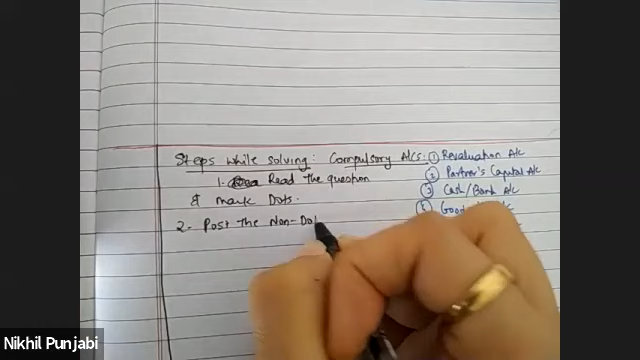 Steps while solving: Compulsory A/cs: ① Revaluation A/c
1. Read the question ② Partner's Capital A/c
& mark Dots. ③ Cash/Bank A/c
2. Post the Non-Dot
Nikhil Punjabi